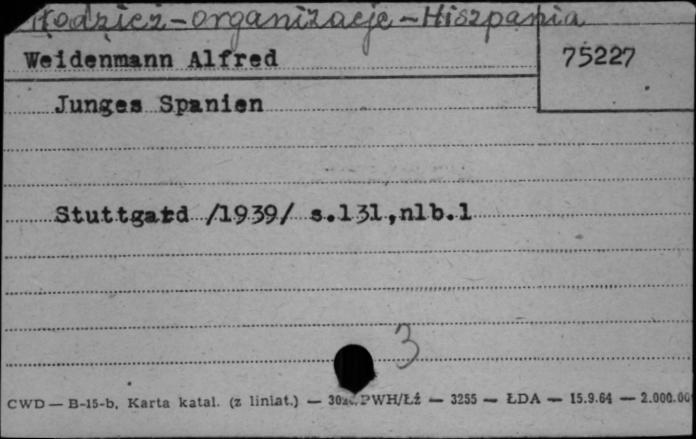 Młodzież-organizacje-Hiszpania
Weidenmann Alfred
75227
Junges Spanien
Stuttgatd /1939/ s.131,nlb.1
3
CWD — B-15-b. Karta katal. (z liniat.) — PWH/Łź — 3255 — ŁDA — 15.9.64 — 2.000.00